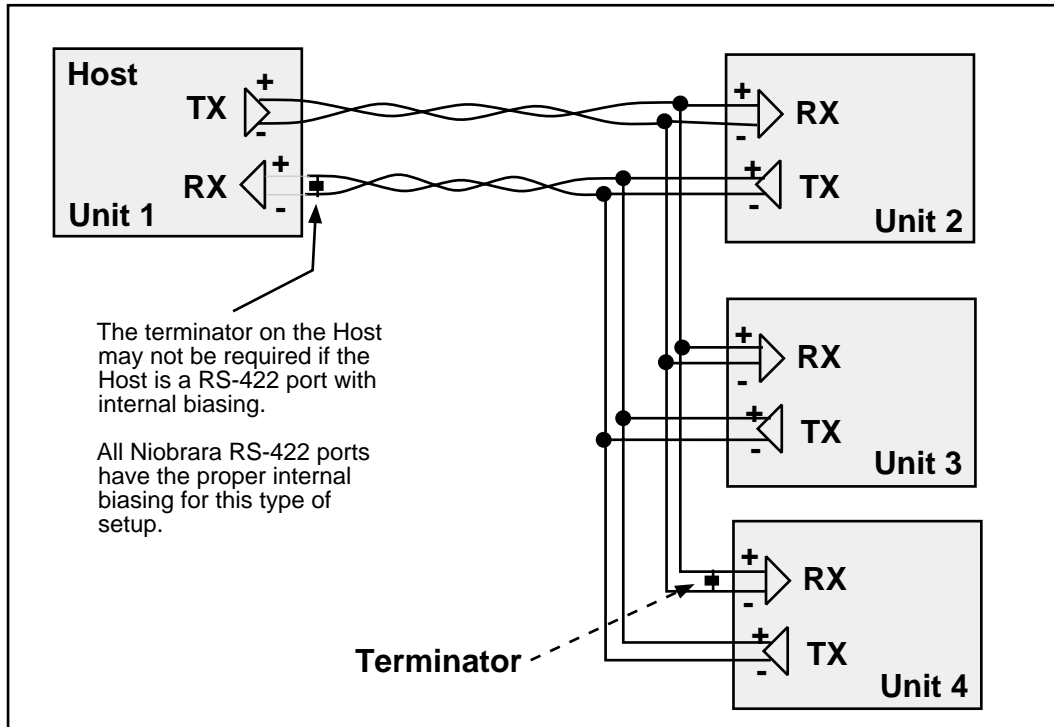 Host
TX
+
-
RX
+
-
Unit 1
+
-
RX
+
-
TX
Unit 2
The terminator on the Host
may not be required if the
Host is a RS-422 port with
internal biasing.
All Niobrara RS-422 ports
have the proper internal
biasing for this type of
setup.
+
-
RX
+
-
TX
Unit 3
+
-
RX
+
-
TX
Unit 4
Terminator